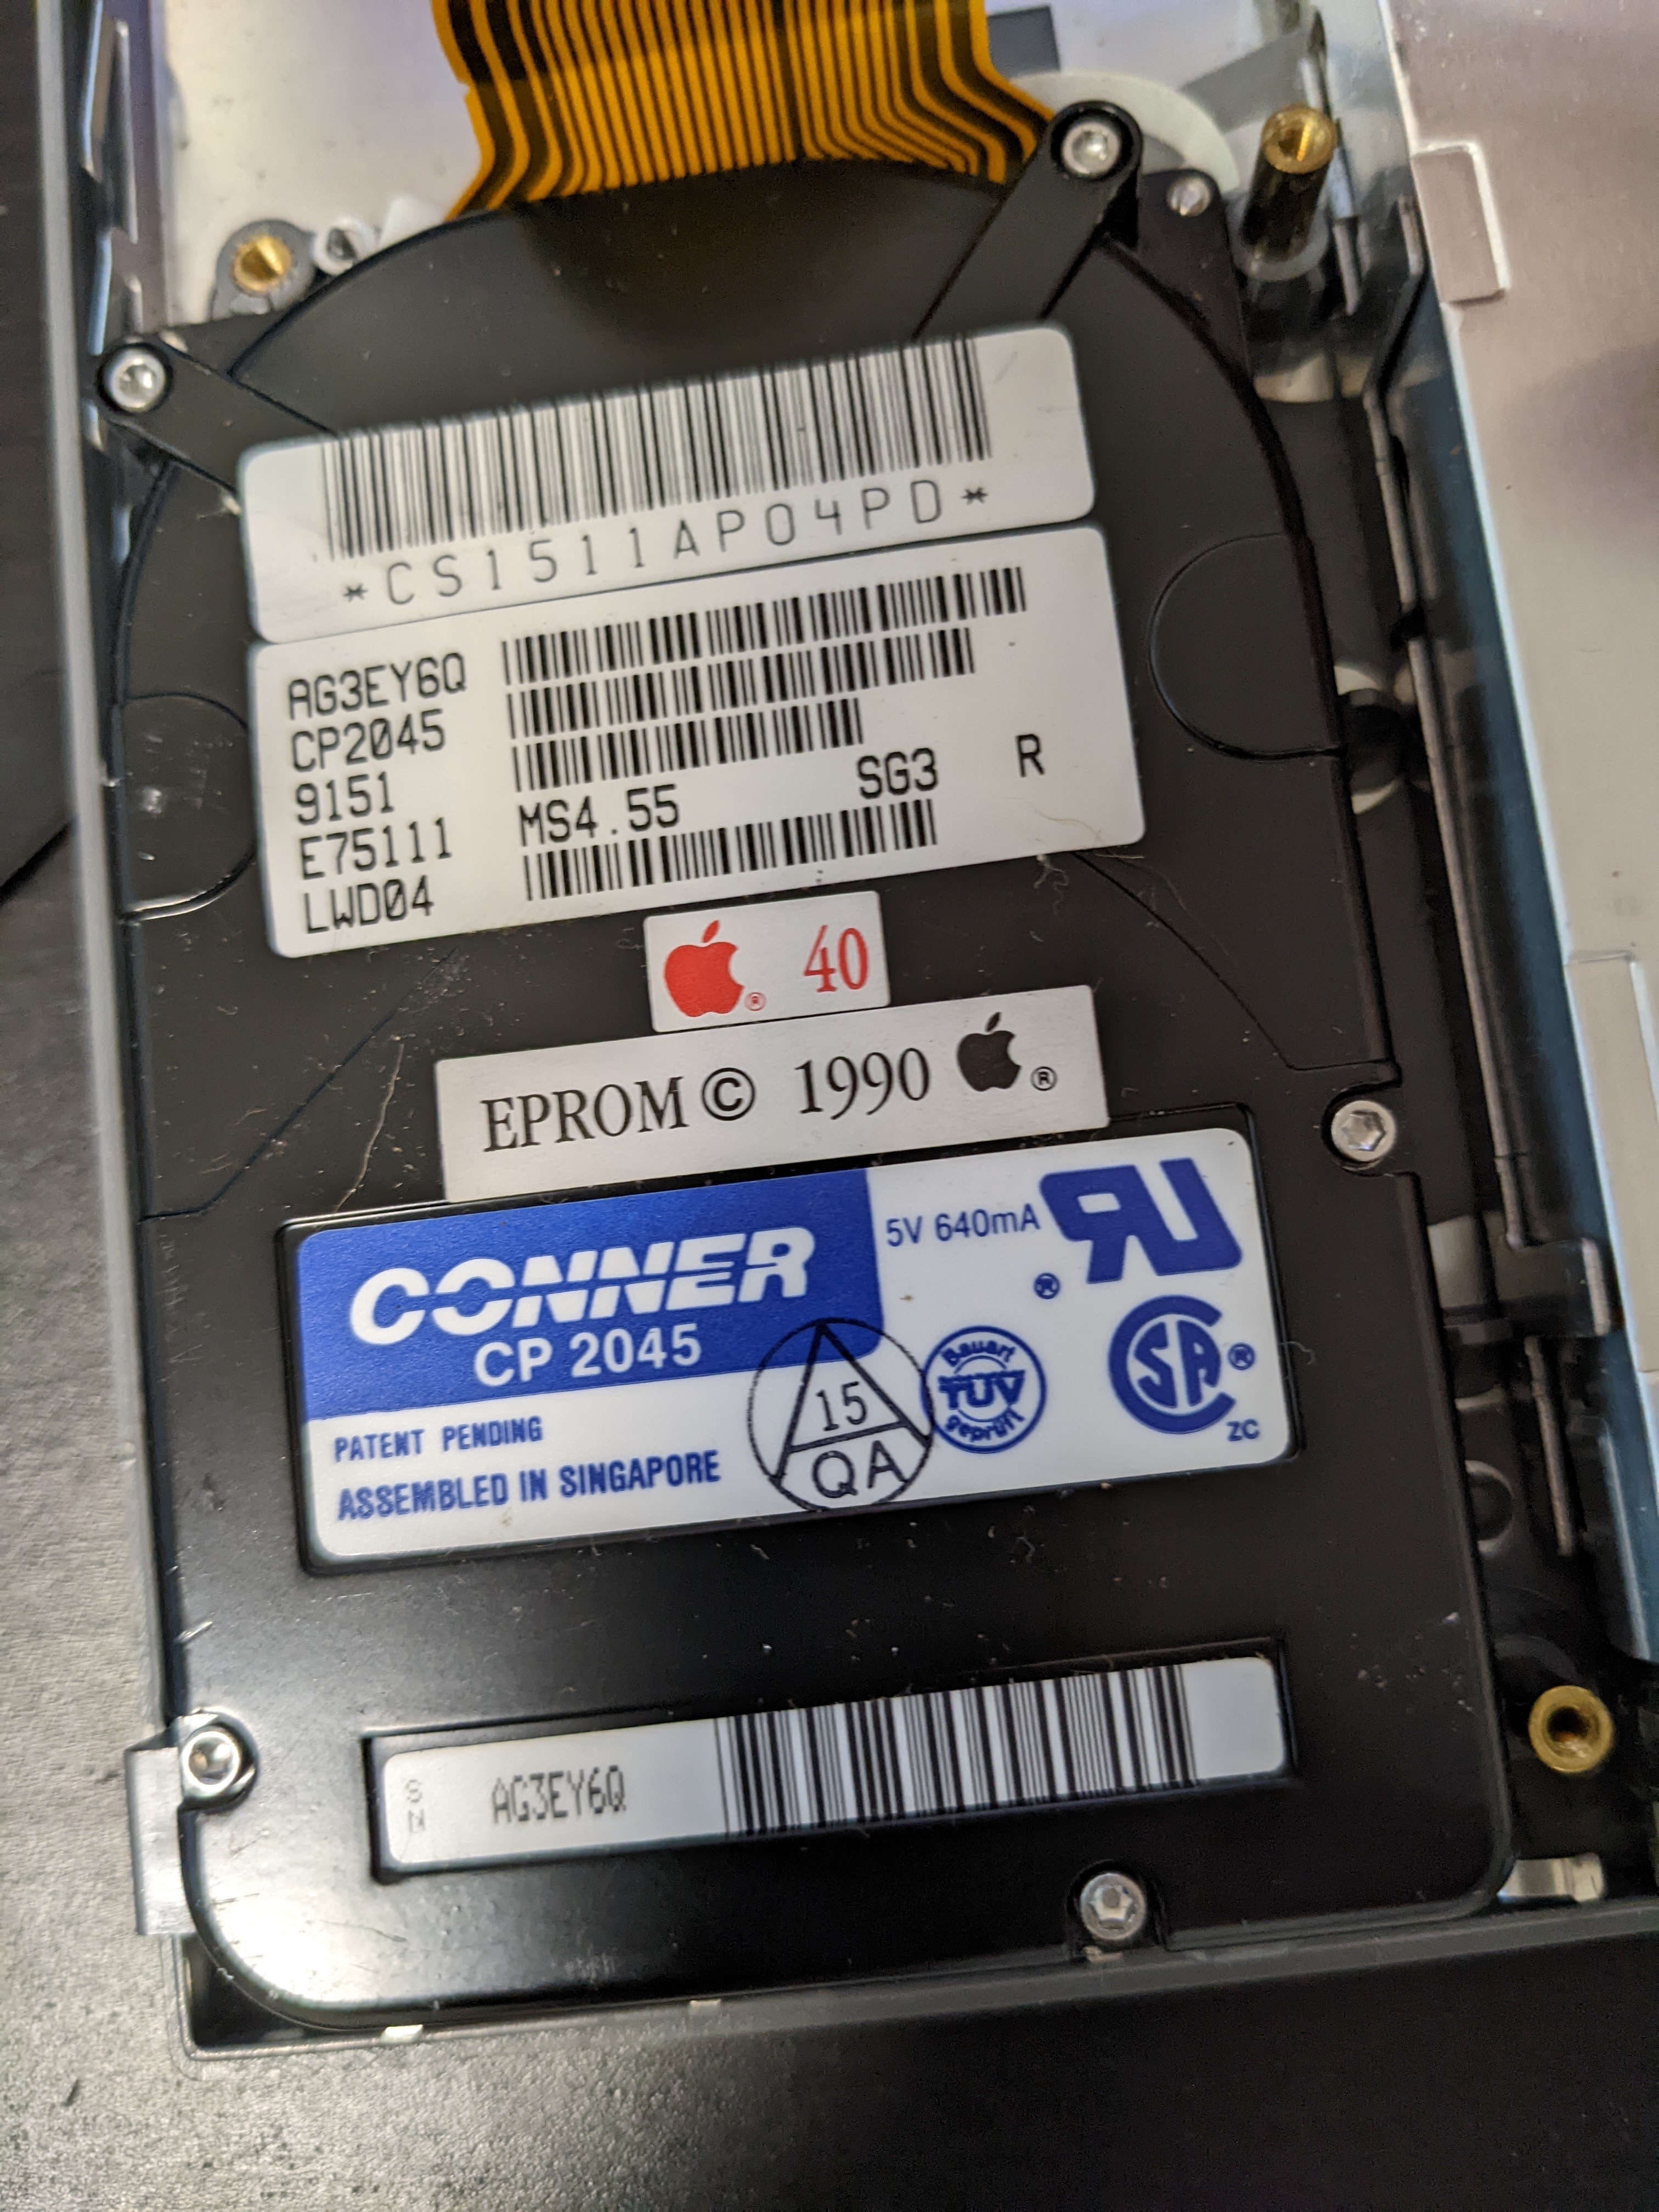 *CS1511AP04PD*
AG3EY6Q
CP2045
9151
E75111 MS4.55 SG3 R
LWD04
® 40
EPROM © 1990 ®
CONNER
CP 2045
5V 640mA
®
PATENT PENDING
ASSEMBLED IN SINGAPORE
15
QA
Bauart
TÜV
geprüft
SA ®
ZC
SN AG3EY6Q